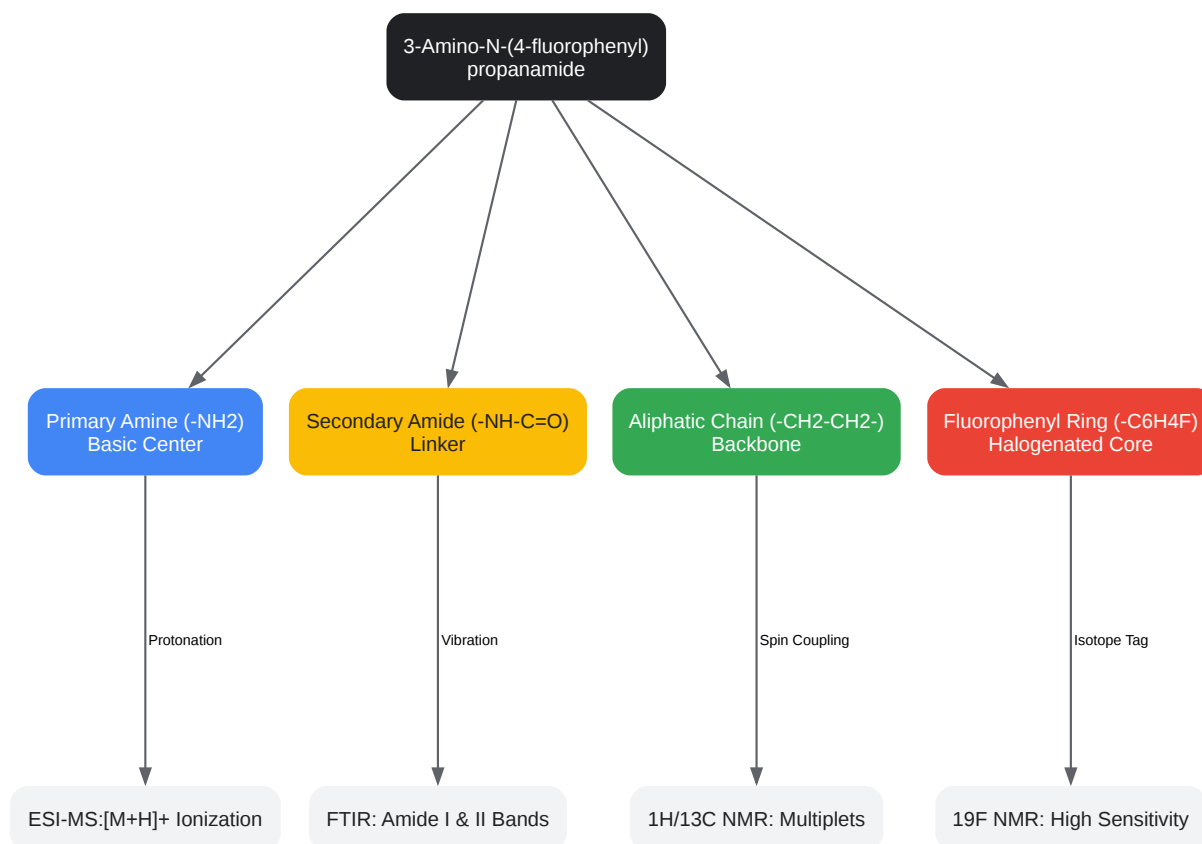 3-Amino-N-(4-fluorophenyl)
propanamide
Primary Amine (-NH2)
Basic Center
Secondary Amide (-NH-C=O)
Linker
Aliphatic Chain (-CH2-CH2-)
Backbone
Fluorophenyl Ring (-C6H4F)
Halogenated Core
Protonation
Vibration
Spin Coupling
Isotope Tag
ESI-MS:[M+H]+ Ionization
FTIR: Amide I & II Bands
1H/13C NMR: Multiplets
19F NMR: High Sensitivity